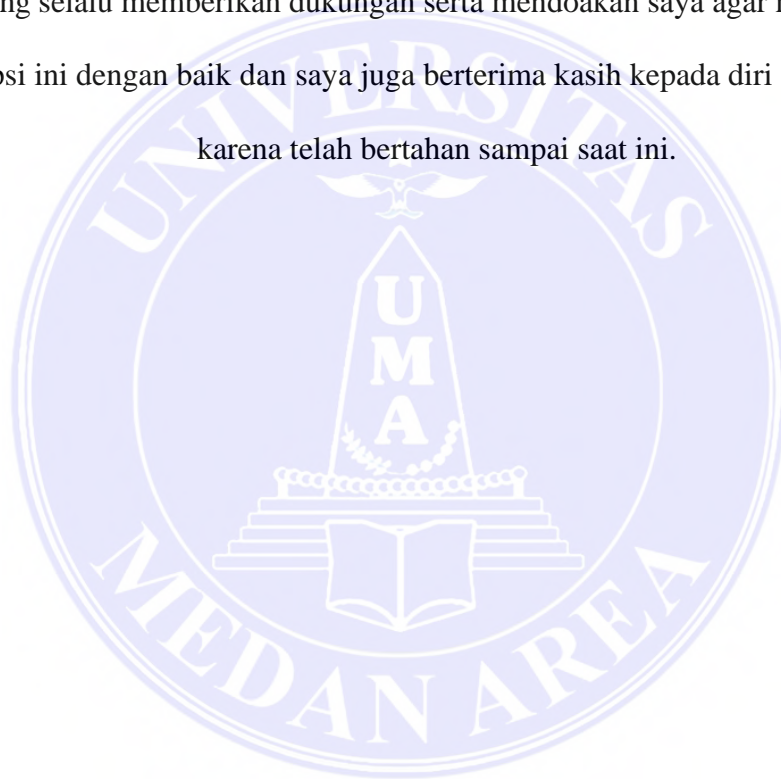 ng selalu memberikan dukungan serta mendoakan saya agar
psi ini dengan baik dan saya juga berterima kasih kepada diri
karena telah bertahan sampai saat ini.
UNIVERSITAS
UMA
MEDAN AREA